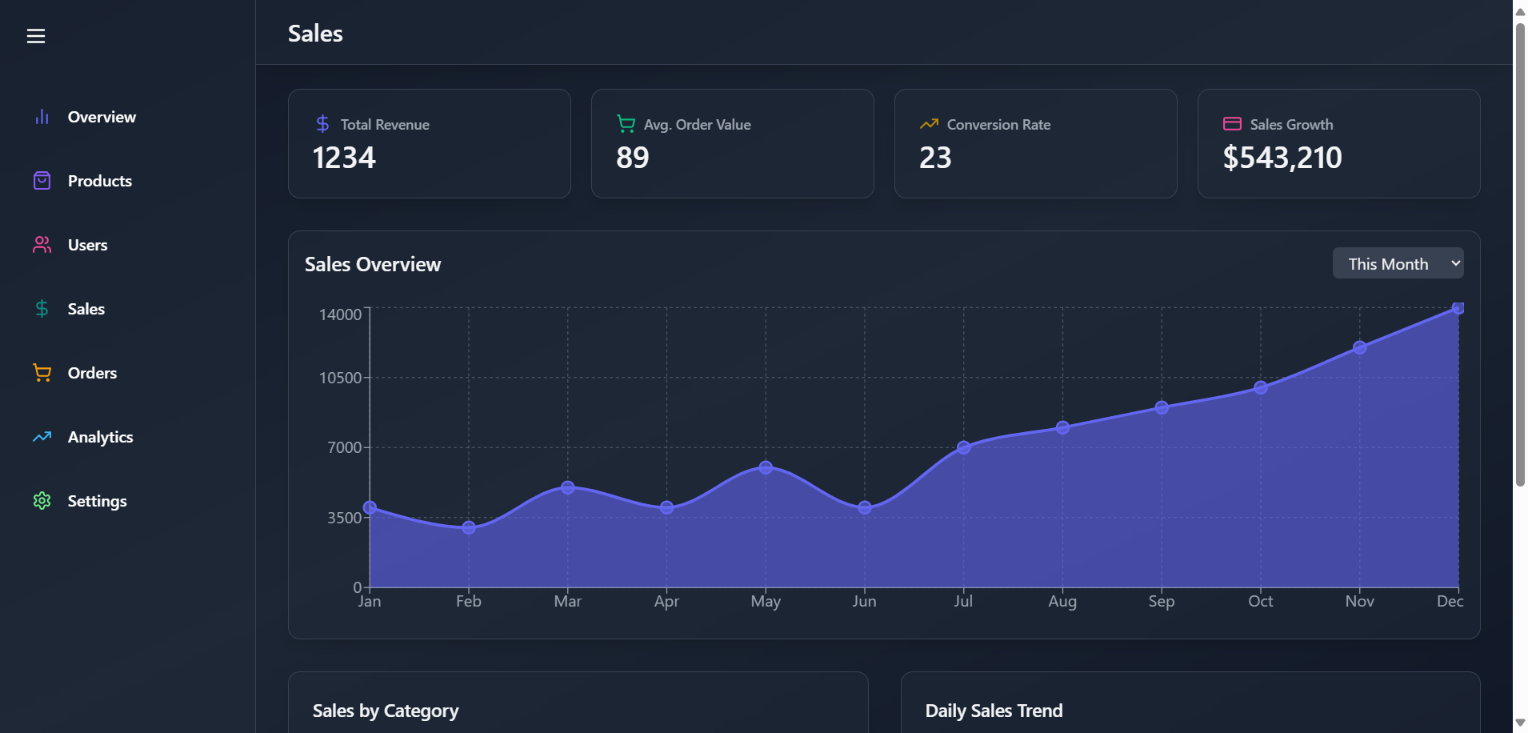 Sales
Overview
Products
Users
Sales
Orders
Analytics
Settings
Total Revenue
1234
Avg. Order Value
89
Conversion Rate
23
Sales Growth
$543,210
Sales Overview
This Month
14000
10500
7000
3500
0
Jan Feb Mar Apr May Jun Jul Aug Sep Oct Nov Dec
Sales by Category
Daily Sales Trend